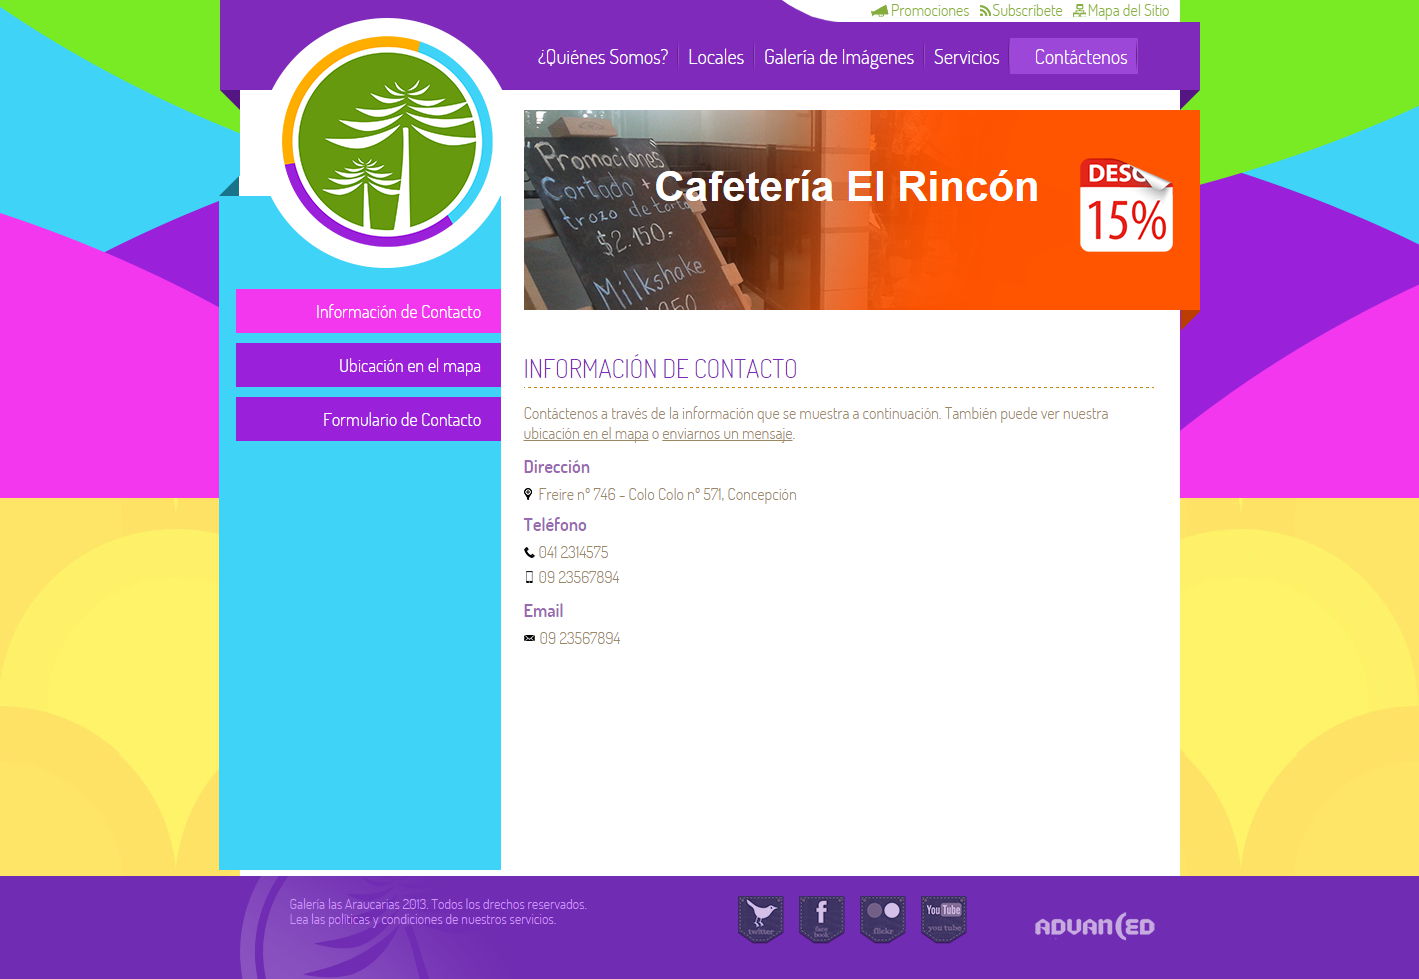 Promociones Subscribete Mapa del Sitio
¿Quiénes Somos? Locales Galería de Imágenes Servicios Contáctenos
Promociones
Cortado +
trozo de torta
$2.150.-
Milkshake
Cafetería El Rincón
15%
Información de Contacto
Ubicación en el mapa
Formulario de Contacto
INFORMACIÓN DE CONTACTO
Contáctenos a través de la información que se muestra a continuación. También puede ver nuestra
ubicación en el mapa o enviarnos un mensaje.
Dirección
Freire nº 746 - Colo Colo nº 571, Concepción
Teléfono
041 2314575
09 23567894
Email
09 23567894
Galería las Araucarias 2013. Todos los drechos reservados.
Lea las políticas y condiciones de nuestros servicios.
twitter
face
book
flickr
You Tube
you tube
ADVANCED